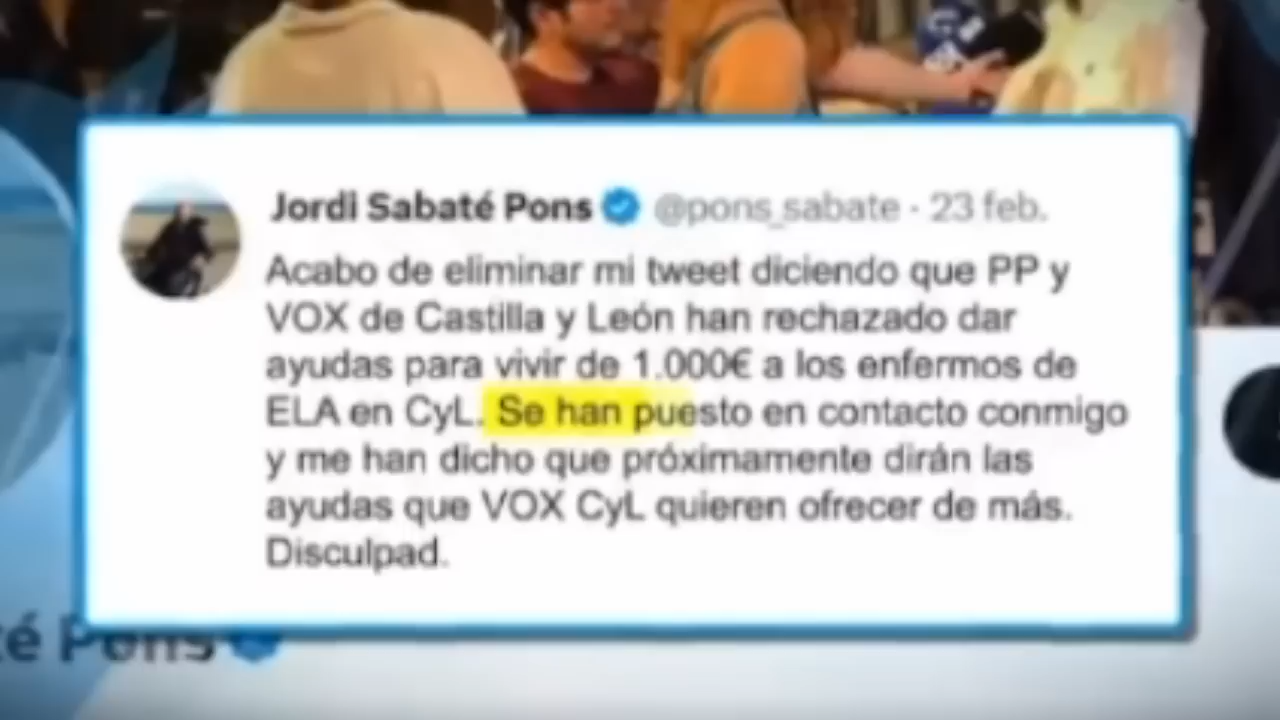 Jordi Sabaté Pons @pons_sabate · 23 feb.
Acabo de eliminar mi tweet diciendo que PP y
VOX de Castilla y León han rechazado dar
ayudas para vivir de 1.000€ a los enfermos de
ELA en CyL. Se han puesto en contacto conmigo
y me han dicho que próximamente dirán las
ayudas que VOX CyL quieren ofrecer de más.
Disculpad.
té Pons